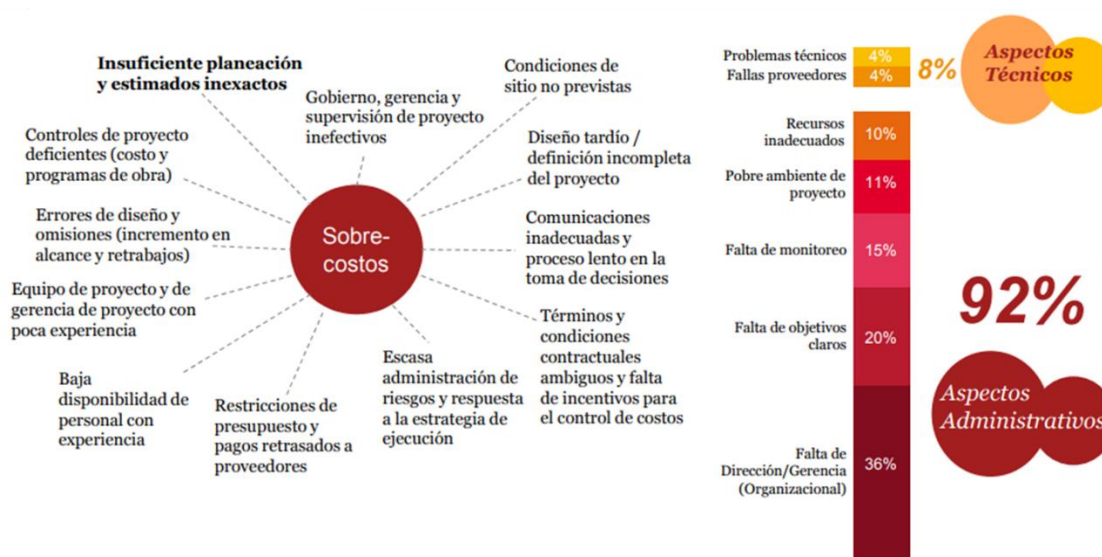 Insuficiente planeación
y estimados inexactos
Gobierno, gerencia y
supervisión de proyecto
inefectivos
Condiciones de
sitio no previstas
Controles de proyecto
deficientes (costo y
programas de obra)
Diseño tardío /
definición incompleta
del proyecto
Errores de diseño y
omisiones (incremento en
alcance y retrabajos)
Sobre-
costos
Comunicaciones
inadecuadas y
proceso lento en la
toma de decisiones
Equipo de proyecto y de
gerencia de proyecto con
poca experiencia
Términos y
condiciones
contractuales
ambiguos y falta
de incentivos para
el control de costos
Baja
disponibilidad de
personal con
experiencia
Restricciones de
presupuesto y
pagos retrasados a
proveedores
Escasa
administración de
riesgos y respuesta
a la estrategia de
ejecución
Problemas técnicos
4%
Fallas proveedores
4%
8%
Aspectos
Técnicos
Recursos
inadecuados
10%
Pobre ambiente de
proyecto
11%
Falta de monitoreo
15%
Falta de objetivos
claros
20%
Falta de
Dirección/Gerencia
(Organizacional)
36%
92%
Aspectos
Administrativos